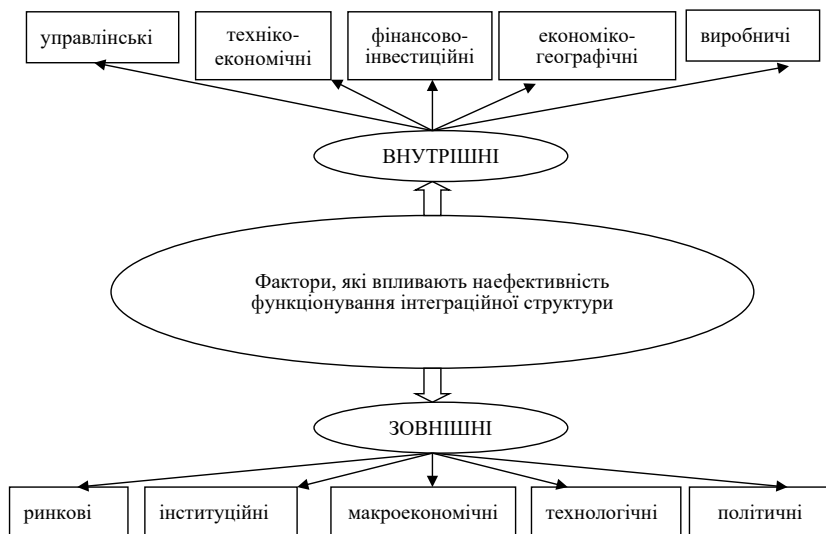 управлінські
техніко-
економічні
фінансово-
інвестиційні
економіко-
географічні
виробничі
ВНУТРІШНІ
Фактори, які впливають наефективність
функціонування інтеграційної структури
ЗОВНІШНІ
ринкові
інституційні
макроекономічні
технологічні
політичні